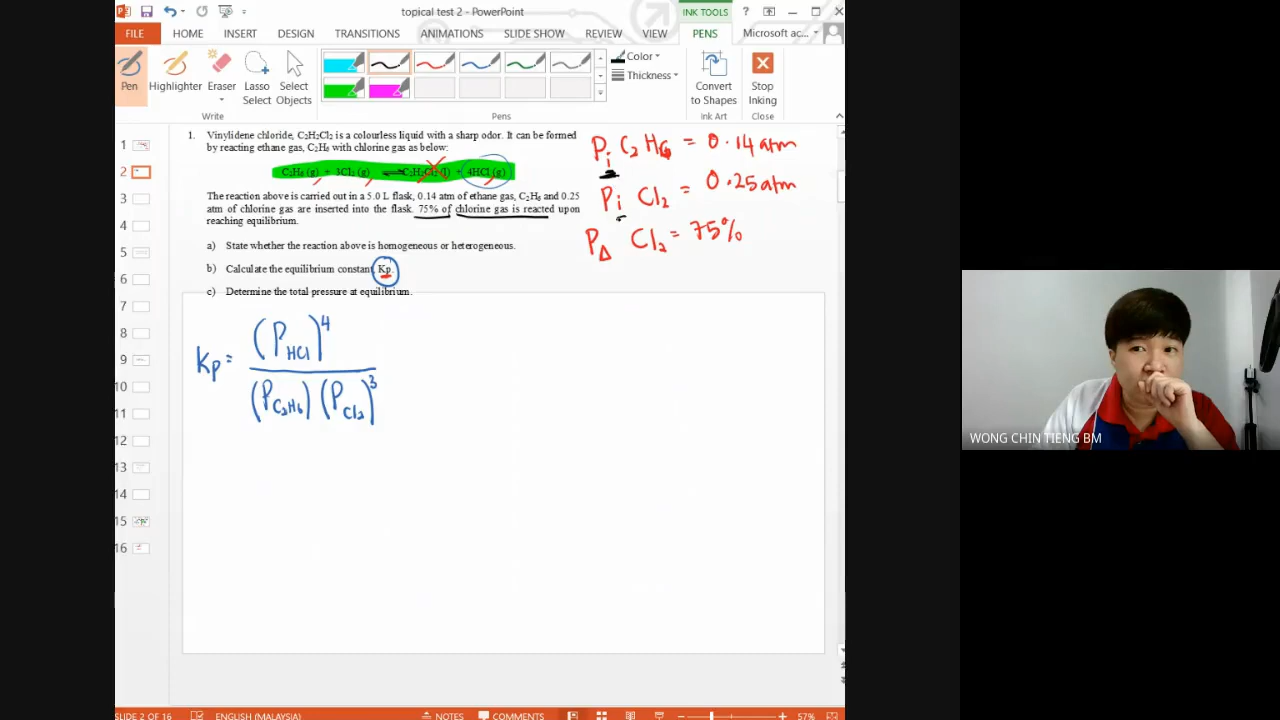 topical test 2 - PowerPoint
INK TOOLS
FILE HOME INSERT DESIGN TRANSITIONS ANIMATIONS SLIDE SHOW REVIEW VIEW PENS Microsoft ac...
Pen Highlighter Eraser Lasso Select Select Objects
Color
Thickness
Convert to Shapes
Stop Inking
Write Pens Ink Art Close
1. Vinylidene chloride, C2H2Cl2 is a colourless liquid with a sharp odor. It can be formed
by reacting ethane gas, C2H6 with chlorine gas as below:
C2H6 (g) + 3Cl2 (g) ⇌ C2H2Cl2 (l) + 4HCl (g)
The reaction above is carried out in a 5.0 L flask, 0.14 atm of ethane gas, C2H6 and 0.25
atm of chlorine gas are inserted into the flask. 75% of chlorine gas is reacted upon
reaching equilibrium.
a) State whether the reaction above is homogeneous or heterogeneous.
b) Calculate the equilibrium constant, Kp.
c) Determine the total pressure at equilibrium.
Pi C2H6 = 0.14 atm
Pi Cl2 = 0.25 atm
PΔ Cl2 = 75%
Kp = (PHCl)^4
(PC2H6) (PCl2)^3
1
2
3
4
5
6
7
8
9
10
11
12
13
14
15
16
WONG CHIN TIENG BM
SLIDE 2 OF 16 ENGLISH (MALAYSIA) NOTES COMMENTS 57%